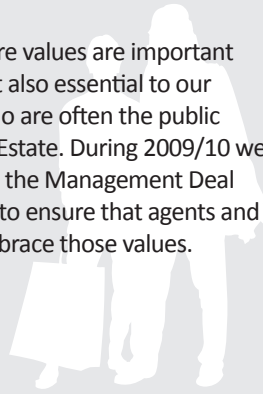 re values are important
t also essential to our
o are often the public
Estate. During 2009/10 we
the Management Deal
to ensure that agents and
brace those values.